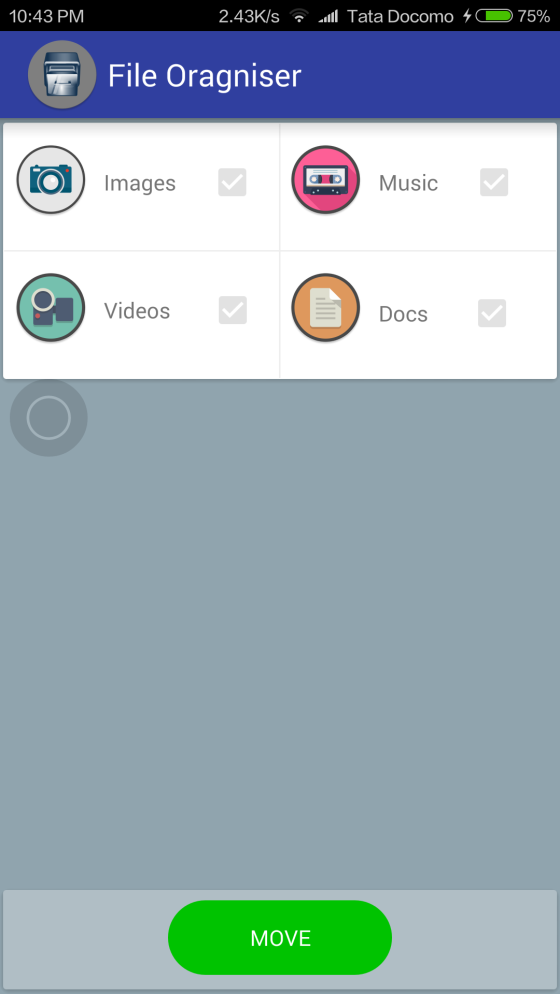 10:43 PM 2.43K/s Tata Docomo 75%
File Oragniser
Images Music
Videos Docs
MOVE